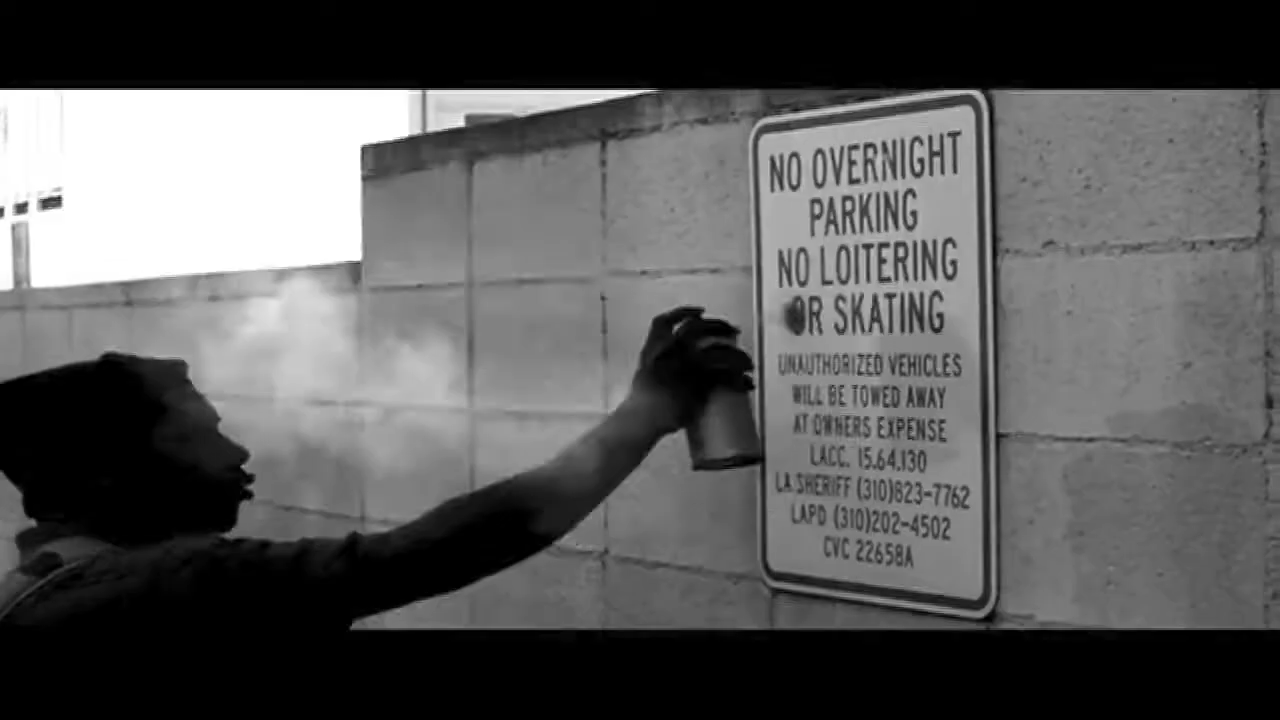 NO OVERNIGHT
PARKING
NO LOITERING
OR SKATING
UNAUTHORIZED VEHICLES
WILL BE TOWED AWAY
AT OWNERS EXPENSE
LACC. 15.64.130
LA SHERIFF (310)823-7762
LAPD (310)202-4502
CVC 22658A